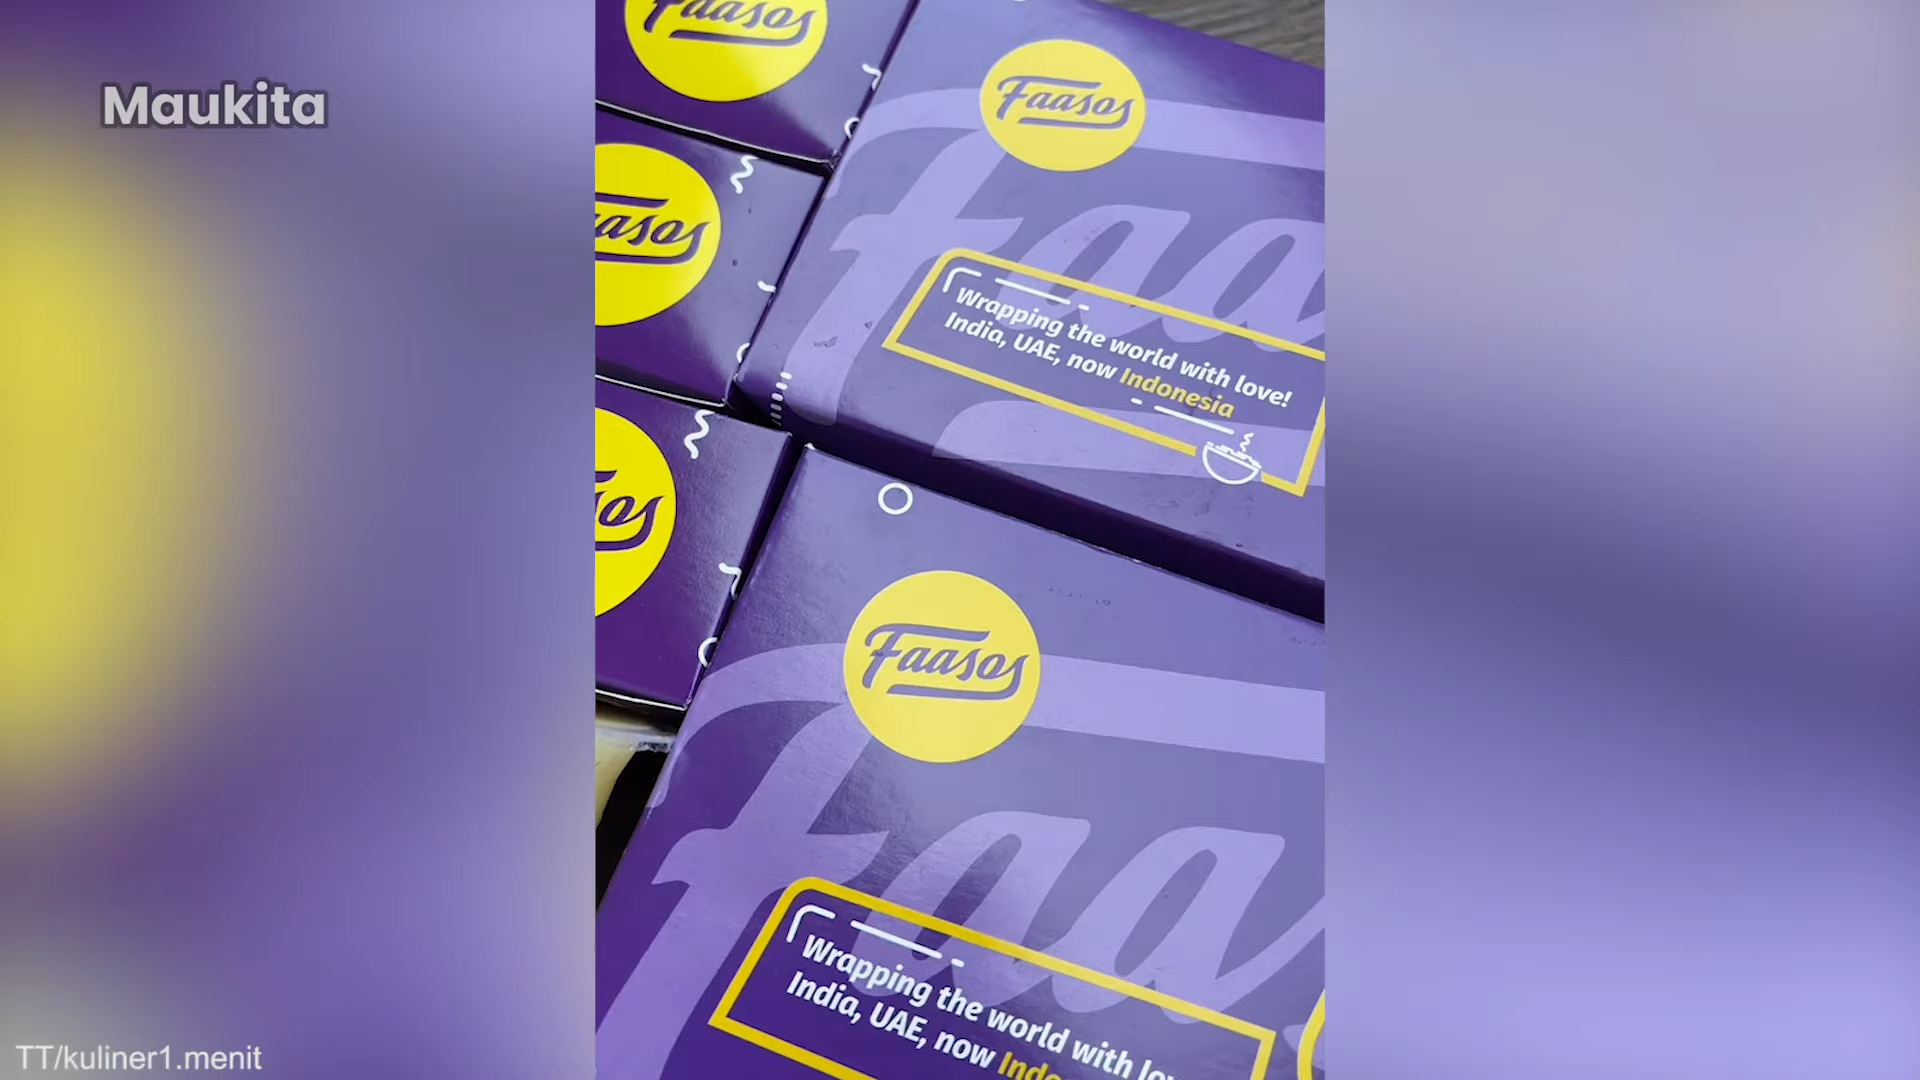 Maukita
Faasos
Faasos
Faasos
Wrapping the world with love!
India, UAE, now Indonesia
Faasos
Wrapping the world with
India, UAE, now
TT/kuliner1.menit